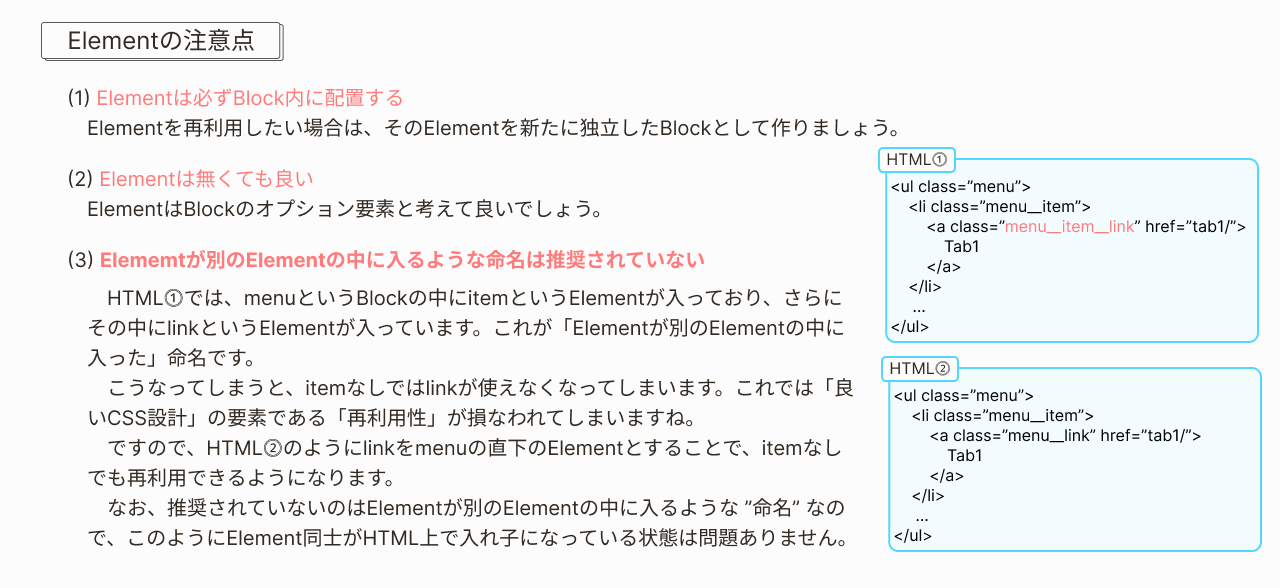 Elementの注意点
(1) Elementは必ずBlock内に配置する
Elementを再利用したい場合は、そのElementを新たに独立したBlockとして作りましょう。
(2) Elementは無くても良い
ElementはBlockのオプション要素と考えて良いでしょう。
(3) Elememtが別のElementの中に入るような命名は推奨されていない
HTML①では、menuというBlockの中にitemというElementが入っており、さらに
その中にlinkというElementが入っています。これが「Elementが別のElementの中に
入った」命名です。
こうなってしまうと、itemなしではlinkが使えなくなってしまいます。これでは「良
いCSS設計」の要素である「再利用性」が損なわれてしまいますね。
ですので、HTML②のようにlinkをmenuの直下のElementとすることで、itemなし
でも再利用できるようになります。
なお、推奨されていないのはElementが別のElementの中に入るような ”命名” なの
で、このようにElement同士がHTML上で入れ子になっている状態は問題ありません。
HTML①
<ul class=”menu”>
<li class=”menu__item”>
<a class=”menu__item__link” href=”tab1/”>
Tab1
</a>
</li>
...
</ul>
HTML②
<ul class=”menu”>
<li class=”menu__item”>
<a class=”menu__link” href=”tab1/”>
Tab1
</a>
</li>
...
</ul>